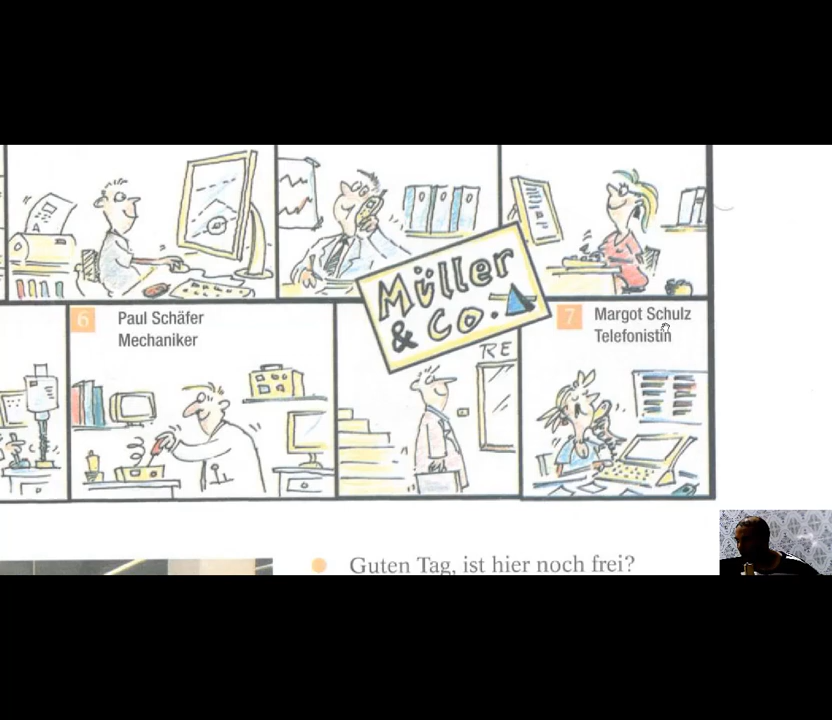 A
Müller
& Co.
6
Paul Schäfer
Mechaniker
7
Margot Schulz
Telefonistin
RE
Guten Tag, ist hier noch frei?